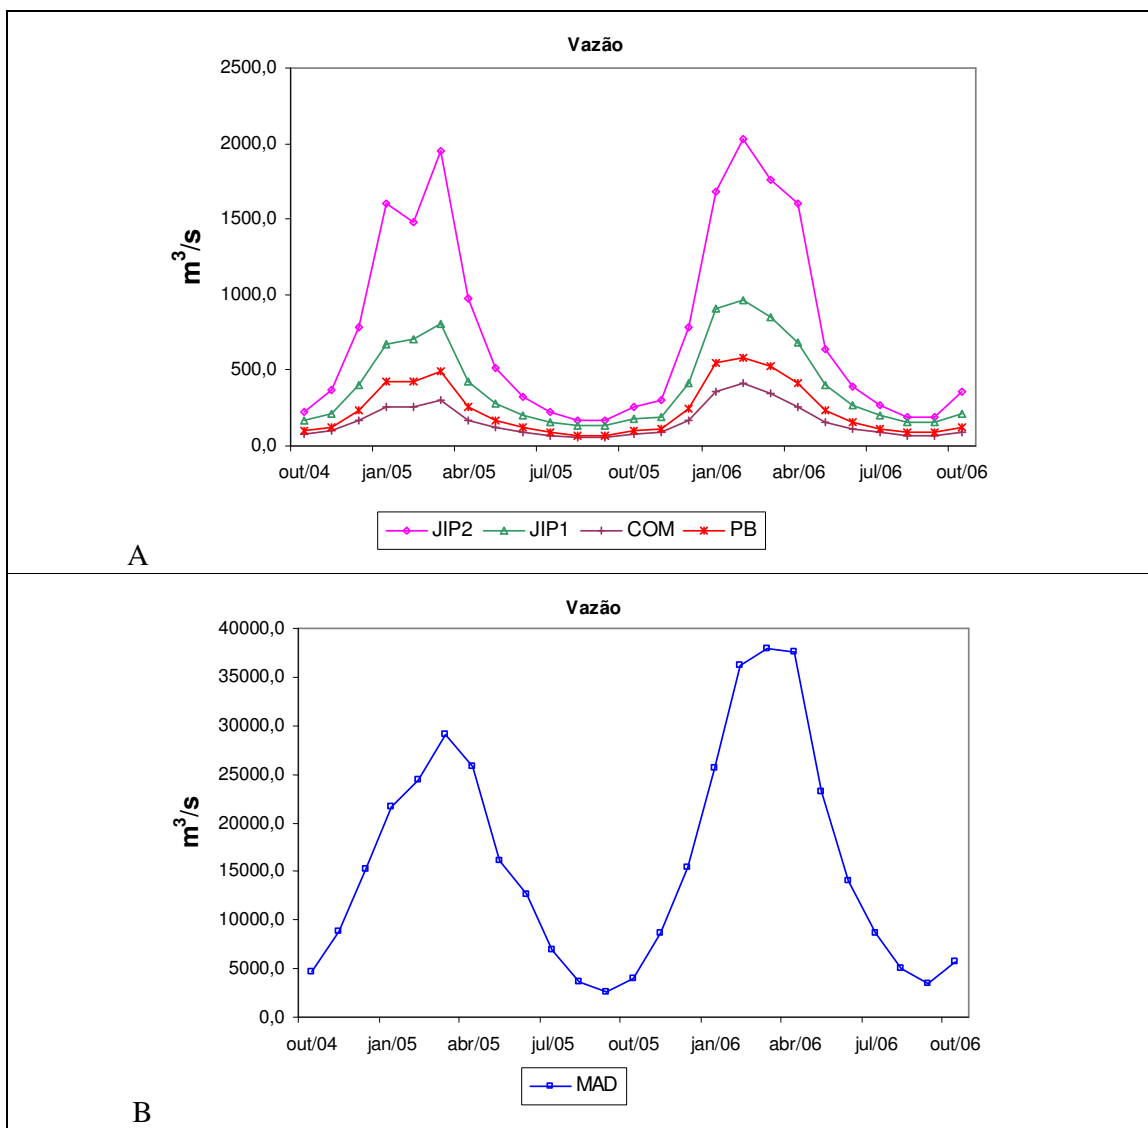 Vazão
2500,0
2000,0
1500,0
1000,0
500,0
0,0
m³/s
out/04 jan/05 abr/05 jul/05 out/05 jan/06 abr/06 jul/06 out/06
JIP2 JIP1 COM PB
A
Vazão
40000,0
35000,0
30000,0
25000,0
20000,0
15000,0
10000,0
5000,0
0,0
m³/s
out/04 jan/05 abr/05 jul/05 out/05 jan/06 abr/06 jul/06 out/06
MAD
B